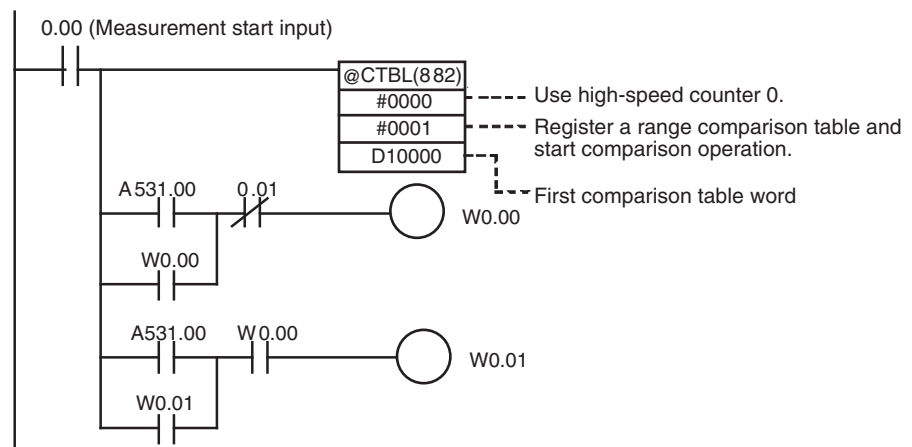 0.00 (Measurement start input)
@CTBL(882)
#0000
Use high-speed counter 0.
#0001
Register a range comparison table and
start comparison operation.
D10000
First comparison table word
A531.00
0.01
W0.00
W0.00
A531.00
W0.00
W0.01
W0.01